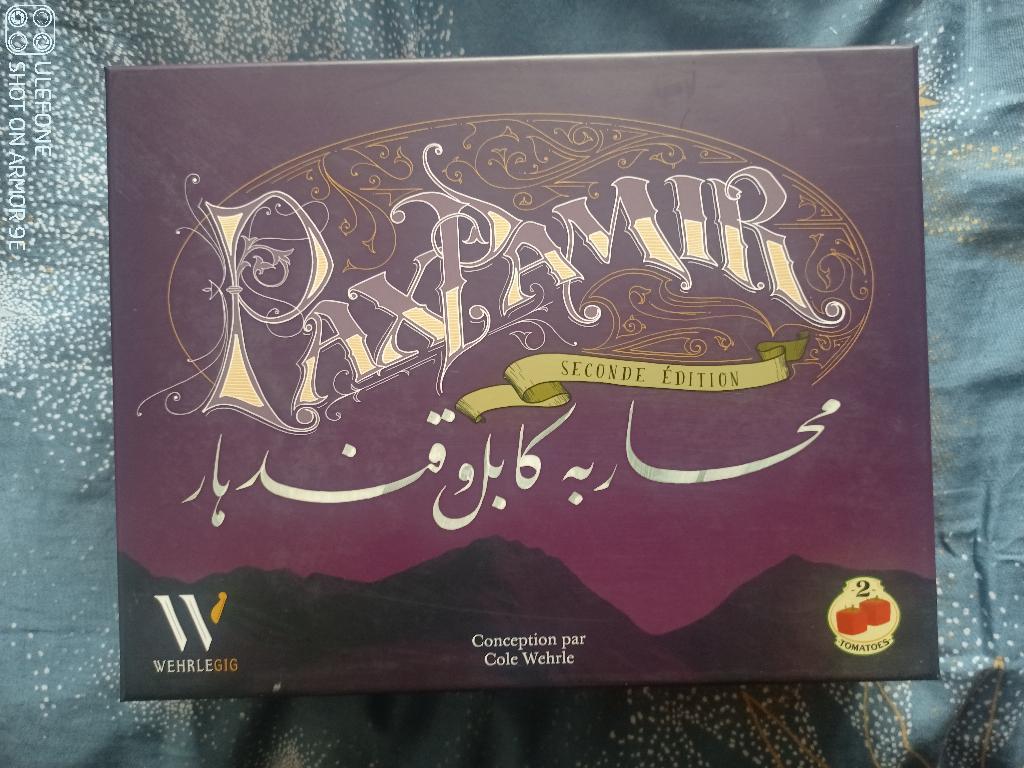 PAX PAMIR
SECONDE ÉDITION
محاربه کابل و قندهار
WEHRLEGIG
Conception par
Cole Wehrle
2
TOMATOES
ULEFONE
SHOT ON ARMOR 9E